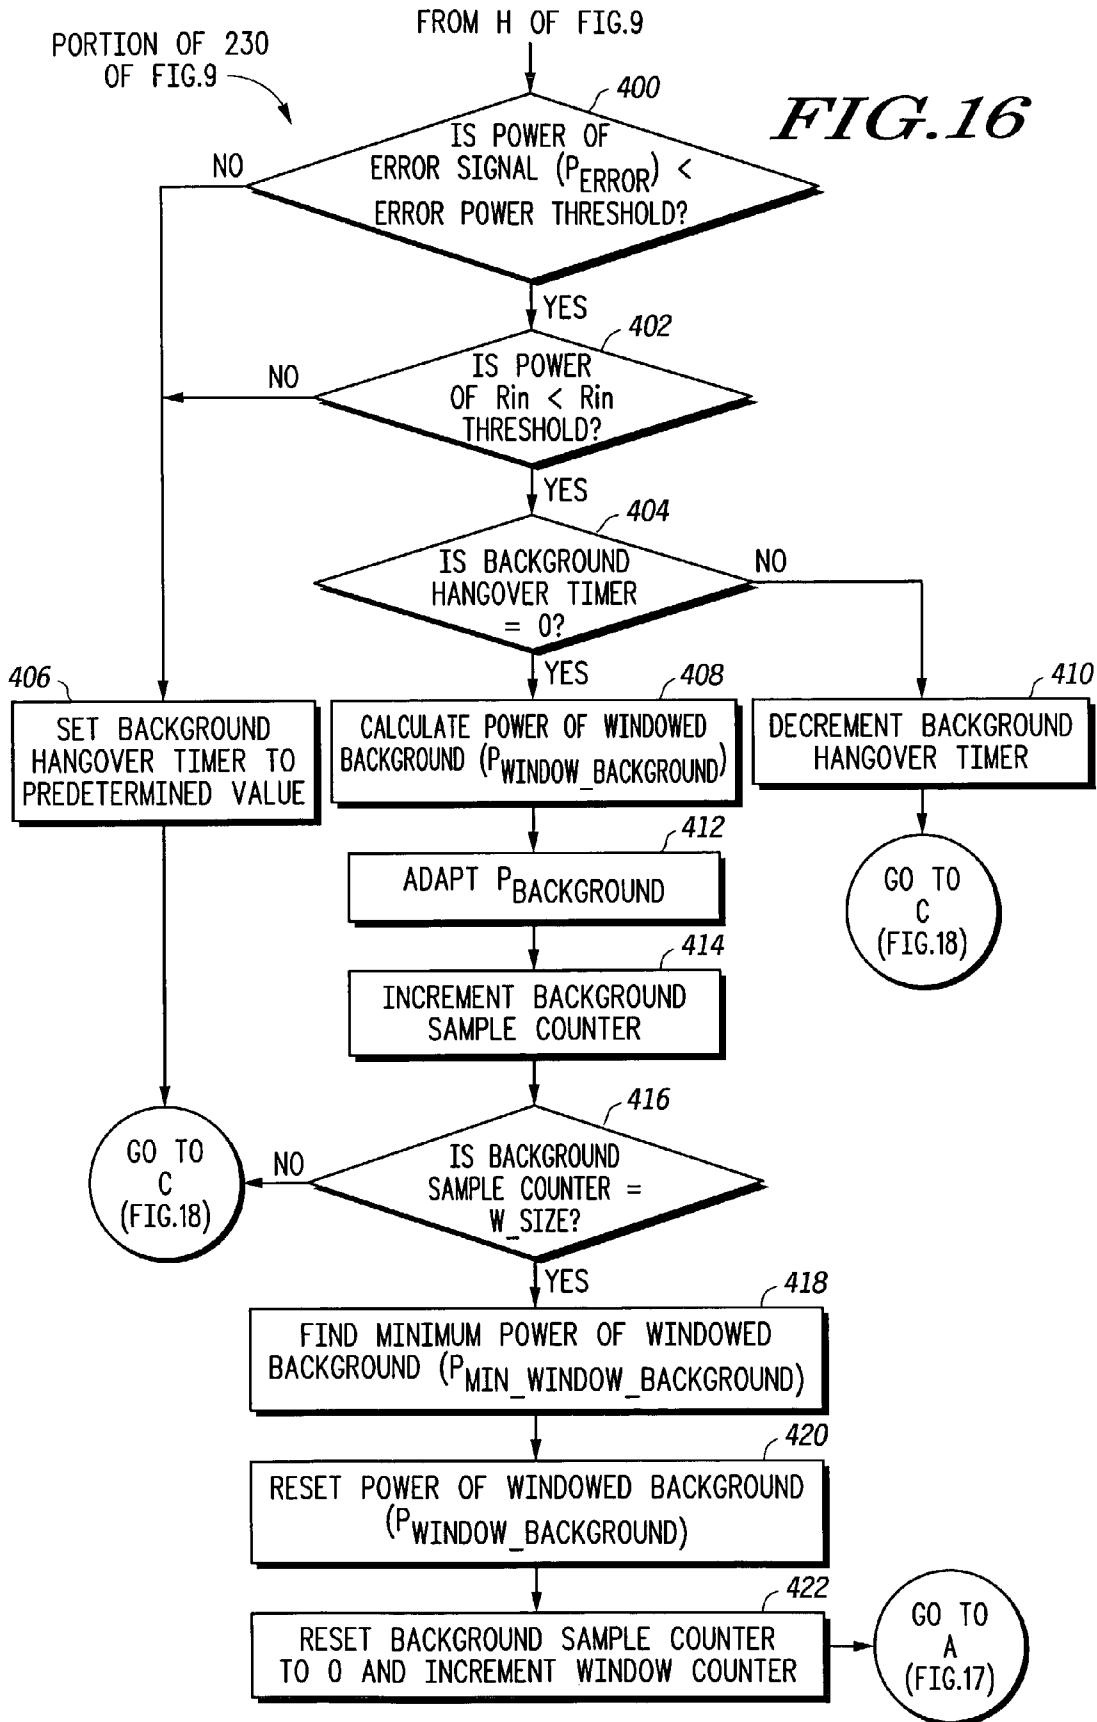 FROM H OF FIG.9
PORTION OF 230
OF FIG.9
FIG.16
400
IS POWER OF
ERROR SIGNAL (PERROR) <
ERROR POWER THRESHOLD?
NO
YES
402
IS POWER
OF Rin < Rin
THRESHOLD?
NO
YES
404
IS BACKGROUND
HANGOVER TIMER
= 0?
NO
YES
406
SET BACKGROUND
HANGOVER TIMER TO
PREDETERMINED VALUE
408
CALCULATE POWER OF WINDOWED
BACKGROUND (PWINDOW_BACKGROUND)
410
DECREMENT BACKGROUND
HANGOVER TIMER
412
ADAPT PBACKGROUND
GO TO
C
(FIG.18)
414
INCREMENT BACKGROUND
SAMPLE COUNTER
416
IS BACKGROUND
SAMPLE COUNTER =
W_SIZE?
NO
GO TO
C
(FIG.18)
YES
418
FIND MINIMUM POWER OF WINDOWED
BACKGROUND (PMIN_WINDOW_BACKGROUND)
420
RESET POWER OF WINDOWED BACKGROUND
(PWINDOW_BACKGROUND)
422
RESET BACKGROUND SAMPLE COUNTER
TO 0 AND INCREMENT WINDOW COUNTER
GO TO
A
(FIG.17)